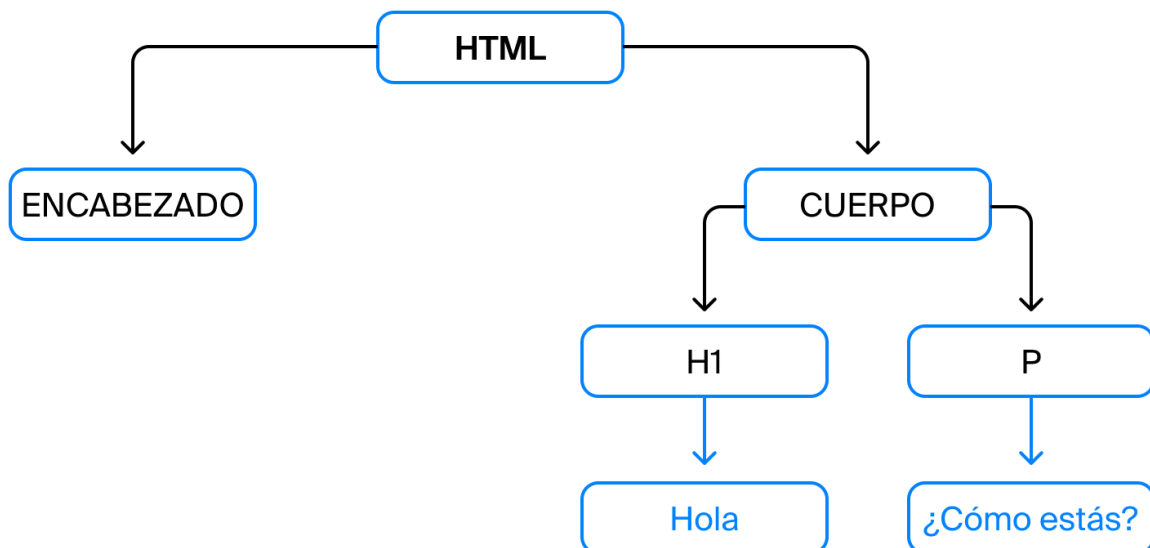 HTML
ENCABEZADO
CUERPO
H1
P
Hola
¿Cómo estás?